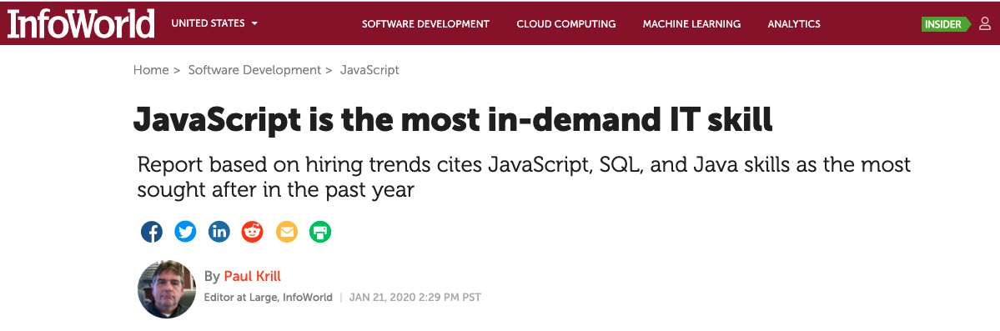 InfoWorld UNITED STATES SOFTWARE DEVELOPMENT CLOUD COMPUTING MACHINE LEARNING ANALYTICS INSIDER
Home > Software Development > JavaScript
JavaScript is the most in-demand IT skill
Report based on hiring trends cites JavaScript, SQL, and Java skills as the most
sought after in the past year
By Paul Krill
Editor at Large, InfoWorld | JAN 21, 2020 2:29 PM PST